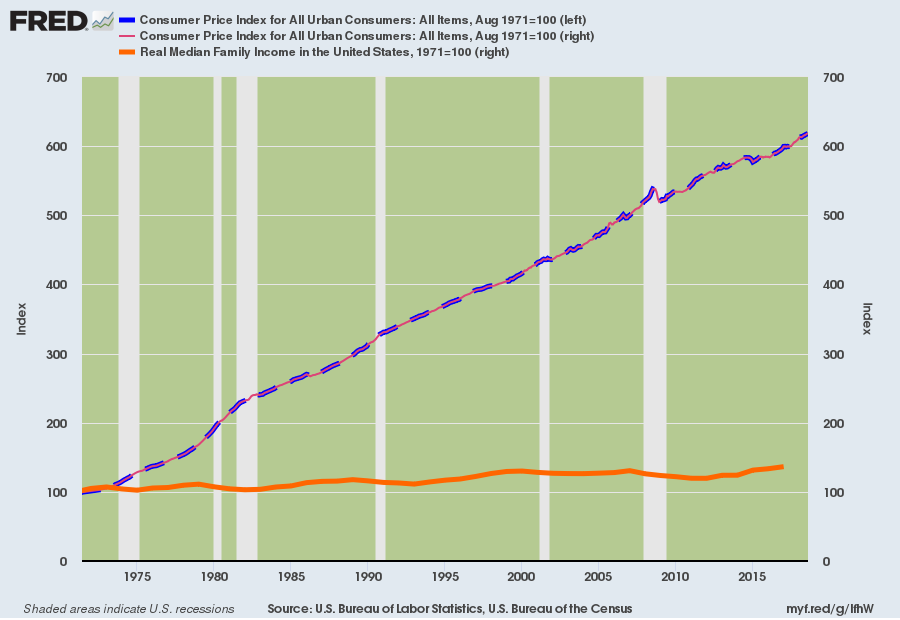 FRED
Consumer Price Index for All Urban Consumers: All Items, Aug 1971=100 (left)
Consumer Price Index for All Urban Consumers: All Items, Aug 1971=100 (right)
Real Median Family Income in the United States, 1971=100 (right)
700 700
600 600
500 500
400 400
300 300
200 200
100 100
0 0
Index Index
1975 1980 1985 1990 1995 2000 2005 2010 2015
Shaded areas indicate U.S. recessions Source: U.S. Bureau of Labor Statistics, U.S. Bureau of the Census myf.red/g/lfhW